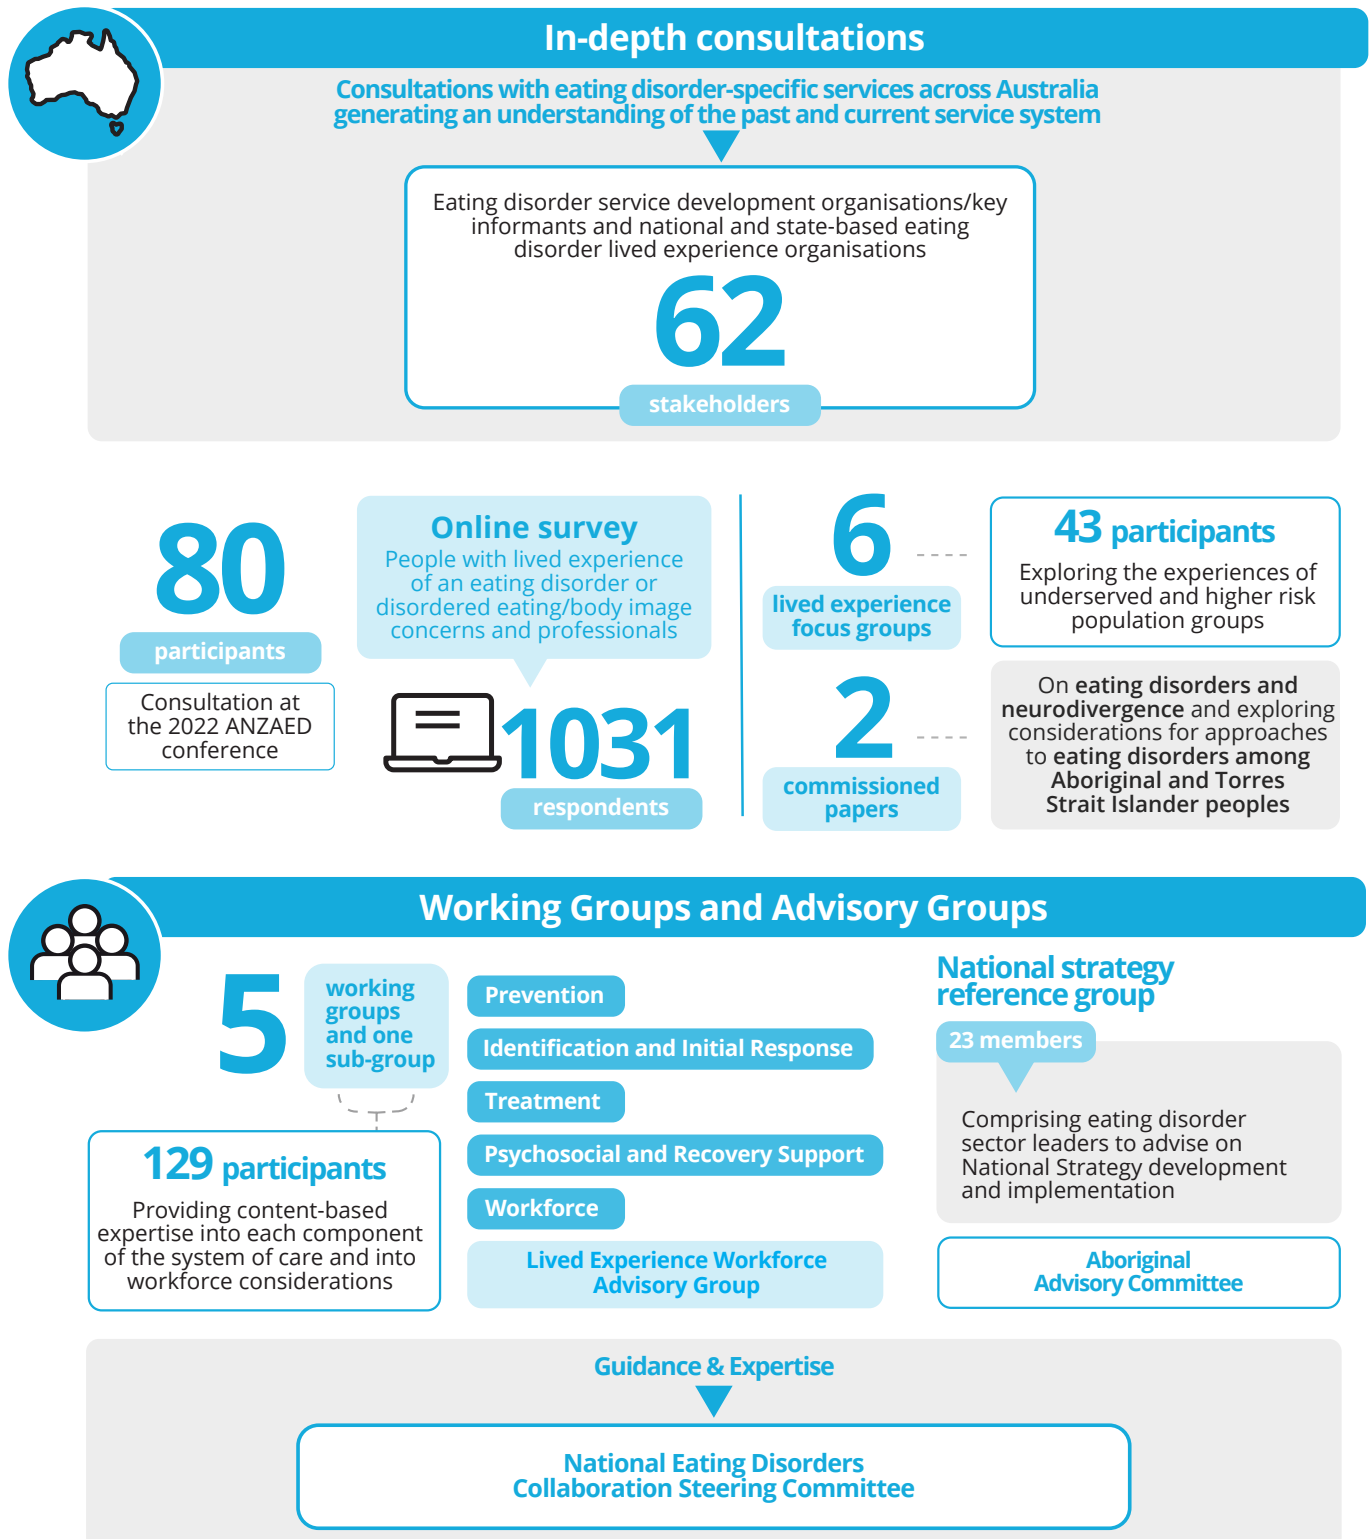 In-depth consultations
Consultations with eating disorder-specific services across Australia
generating an understanding of the past and current service system
Eating disorder service development organisations/key
informants and national and state-based eating
disorder lived experience organisations
62
stakeholders
80
participants
Consultation at
the 2022 ANZAED
conference
Online survey
People with lived experience
of an eating disorder or
disordered eating/body image
concerns and professionals
1031
respondents
6
lived experience
focus groups
43 participants
Exploring the experiences of
underserved and higher risk
population groups
2
commissioned
papers
On eating disorders and
neurodivergence and exploring
considerations for approaches
to eating disorders among
Aboriginal and Torres
Strait Islander peoples
Working Groups and Advisory Groups
5
working
groups
and one
sub-group
129 participants
Providing content-based
expertise into each component
of the system of care and into
workforce considerations
Prevention
Identification and Initial Response
Treatment
Psychosocial and Recovery Support
Workforce
Lived Experience Workforce
Advisory Group
National strategy
reference group
23 members
Comprising eating disorder
sector leaders to advise on
National Strategy development
and implementation
Aboriginal
Advisory Committee
Guidance & Expertise
National Eating Disorders
Collaboration Steering Committee